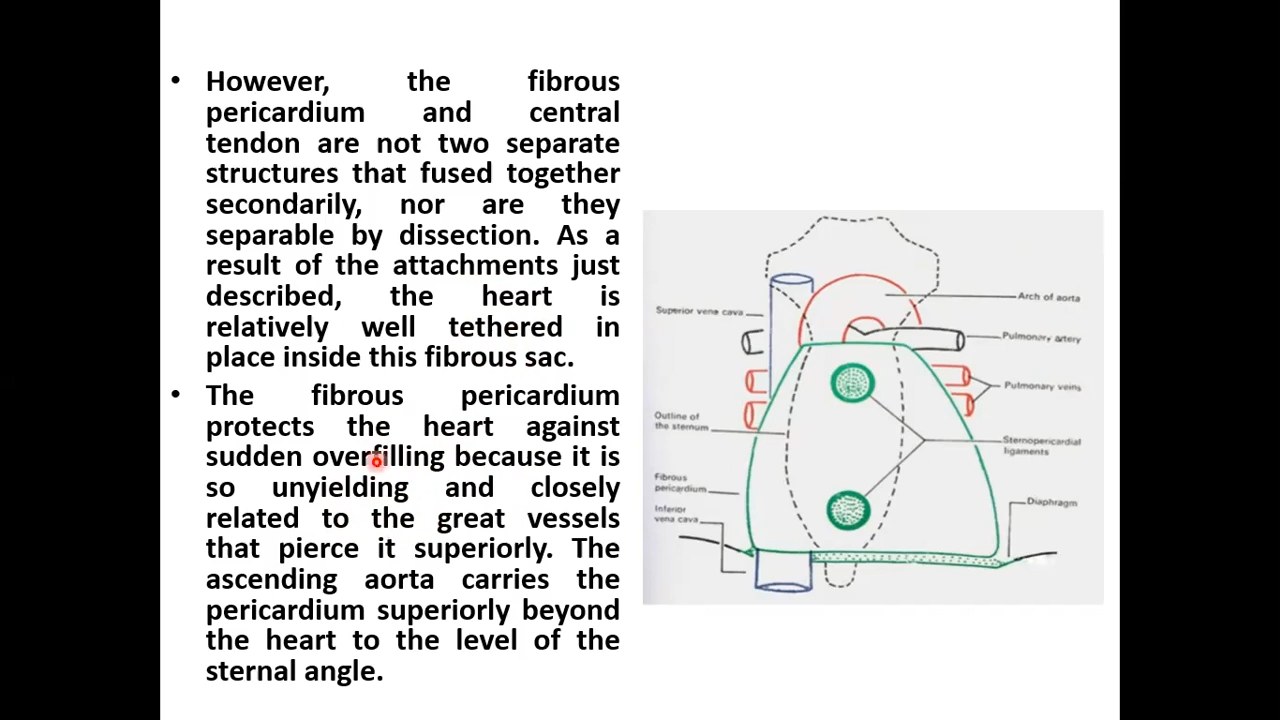 • However, the fibrous
pericardium and central
tendon are not two separate
structures that fused together
secondarily, nor are they
separable by dissection. As a
result of the attachments just
described, the heart is
relatively well tethered in
place inside this fibrous sac.
• The fibrous pericardium
protects the heart against
sudden overfilling because it is
so unyielding and closely
related to the great vessels
that pierce it superiorly. The
ascending aorta carries the
pericardium superiorly beyond
the heart to the level of the
sternal angle.
Superior vena cava
Outline of
the sternum
Fibrous
pericardium
Inferior
vena cava
Arch of aorta
Pulmonary artery
Pulmonary veins
Sternopericardial
ligaments
Diaphragm